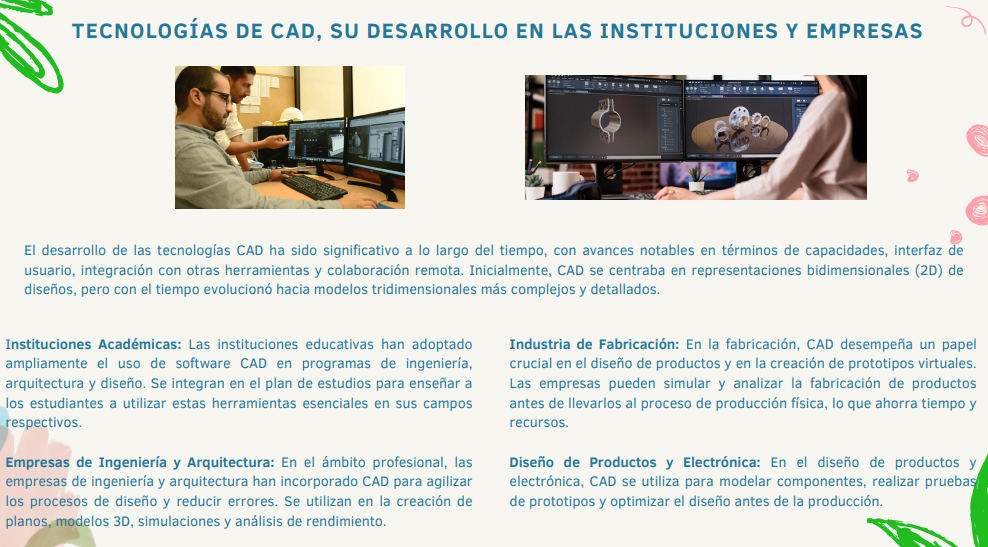 TECNOLOGÍAS DE CAD, SU DESARROLLO EN LAS INSTITUCIONES Y EMPRESAS
El desarrollo de las tecnologías CAD ha sido significativo a lo largo del tiempo, con avances notables en términos de capacidades, interfaz de
usuario, integración con otras herramientas y colaboración remota. Inicialmente, CAD se centraba en representaciones bidimensionales (2D) de
diseños, pero con el tiempo evolucionó hacia modelos tridimensionales más complejos y detallados.
Instituciones Académicas: Las instituciones educativas han adoptado
ampliamente el uso de software CAD en programas de ingeniería,
arquitectura y diseño. Se integran en el plan de estudios para enseñar a
los estudiantes a utilizar estas herramientas esenciales en sus campos
respectivos.
Empresas de Ingeniería y Arquitectura: En el ámbito profesional, las
empresas de ingeniería y arquitectura han incorporado CAD para agilizar
los procesos de diseño y reducir errores. Se utilizan en la creación de
planos, modelos 3D, simulaciones y análisis de rendimiento.
Industria de Fabricación: En la fabricación, CAD desempeña un papel
crucial en el diseño de productos y en la creación de prototipos virtuales.
Las empresas pueden simular y analizar la fabricación de productos
antes de llevarlos al proceso de producción física, lo que ahorra tiempo y
recursos.
Diseño de Productos y Electrónica: En el diseño de productos y
electrónica, CAD se utiliza para modelar componentes, realizar pruebas
de prototipos y optimizar el diseño antes de la producción.